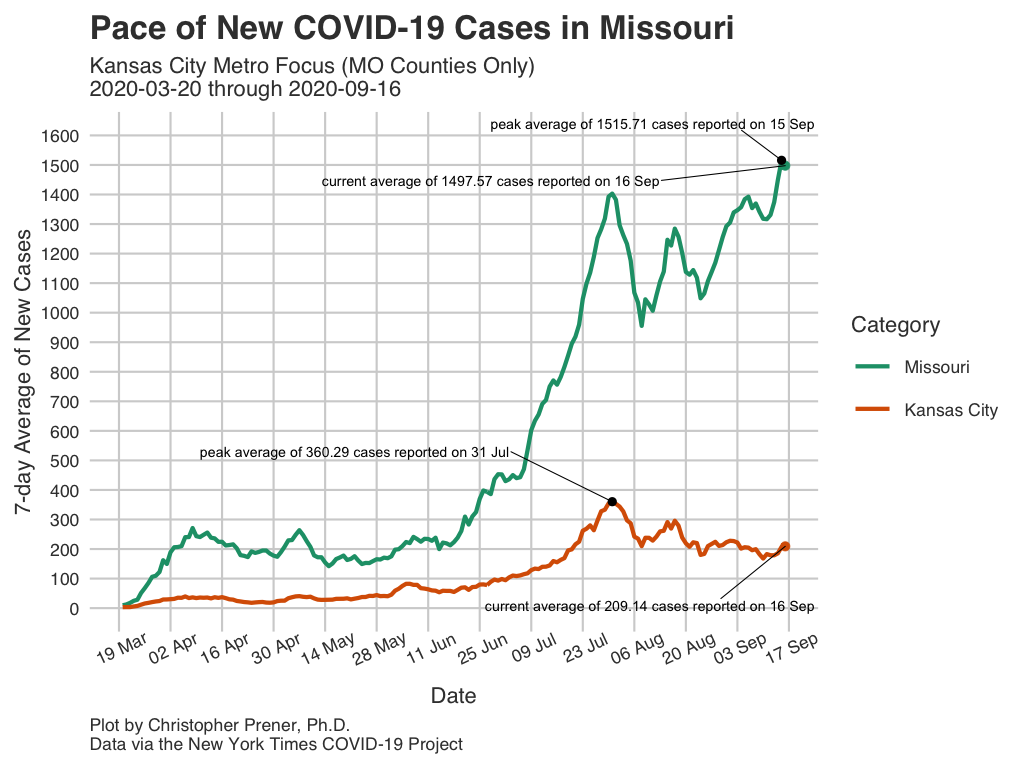 Pace of New COVID-19 Cases in Missouri
Kansas City Metro Focus (MO Counties Only)
2020-03-20 through 2020-09-16
peak average of 1515.71 cases reported on 15 Sep
current average of 1497.57 cases reported on 16 Sep
peak average of 360.29 cases reported on 31 Jul
current average of 209.14 cases reported on 16 Sep
7-day Average of New Cases
1600
1500
1400
1300
1200
1100
1000
900
800
700
600
500
400
300
200
100
0
19 Mar
02 Apr
16 Apr
30 Apr
14 May
28 May
11 Jun
25 Jun
09 Jul
23 Jul
06 Aug
20 Aug
03 Sep
17 Sep
Date
Category
Missouri
Kansas City
Plot by Christopher Prener, Ph.D.
Data via the New York Times COVID-19 Project